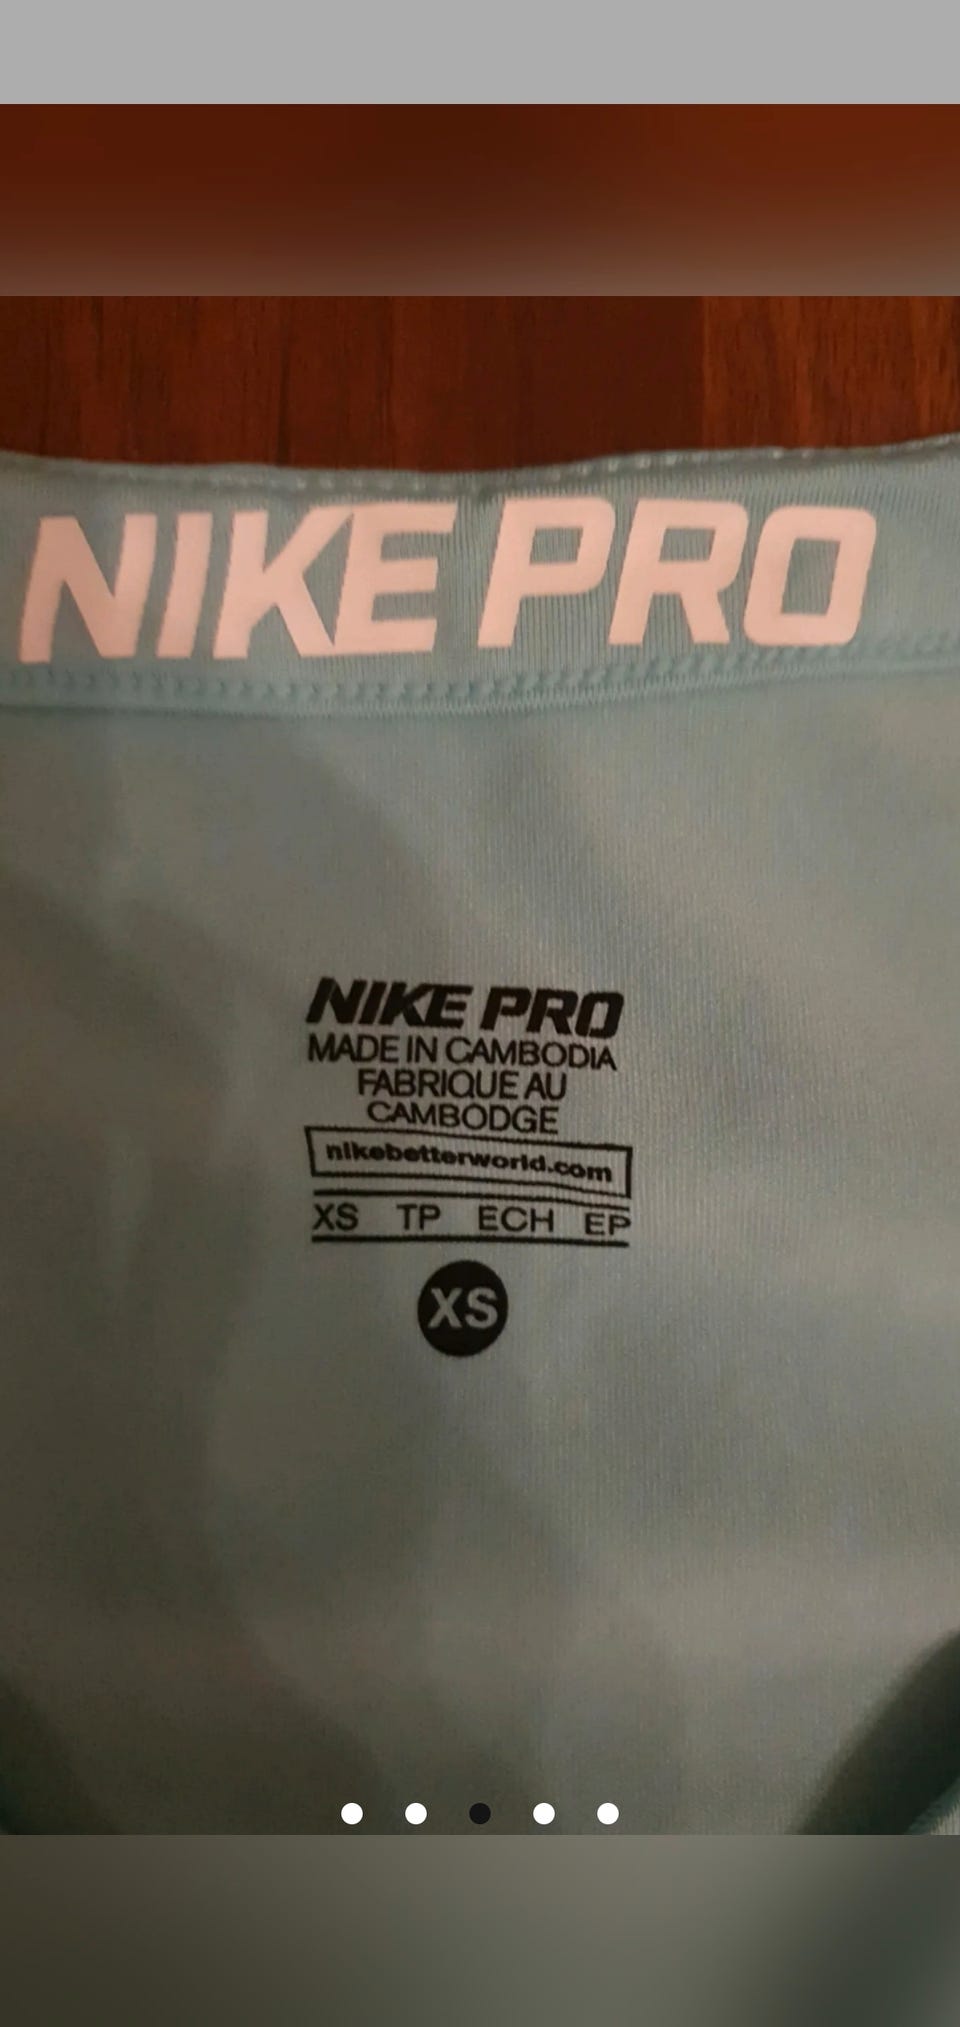 NIKE PRO
NIKE PRO
MADE IN CAMBODIA
FABRIQUE AU
CAMBODGE
nikebetterworld.com
XS TP ECH EP
XS